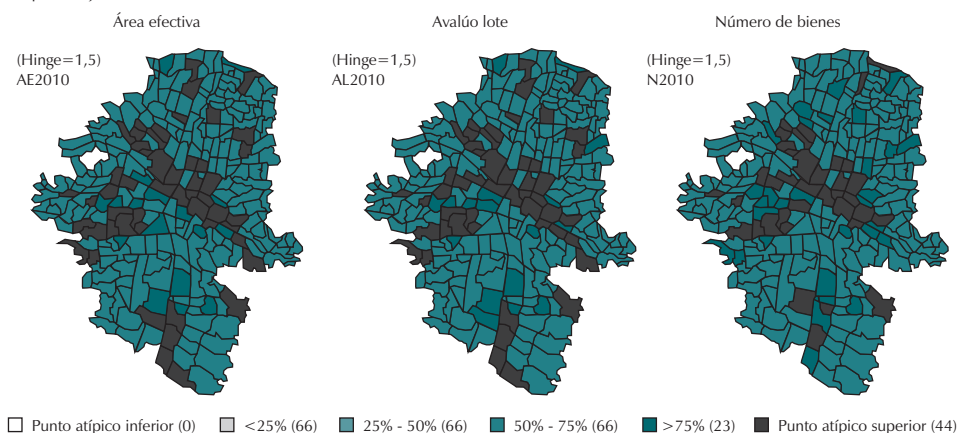 Área efectiva
Avalúo lote
Número de bienes
(Hinge=1,5)
AE2010
(Hinge=1,5)
AL2010
(Hinge=1,5)
N2010
Punto atípico inferior (0)
<25% (66)
25% - 50% (66)
50% - 75% (66)
>75% (23)
Punto atípico superior (44)